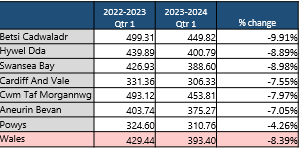 2022-2023 Qtr 1 2023-2024 Qtr 1 % change
Betsi Cadwaladr 499.31 449.82 -9.91%
Hywel Dda 439.89 400.79 -8.89%
Swansea Bay 426.93 388.60 -8.98%
Cardiff And Vale 331.36 306.33 -7.55%
Cwm Taf Morgannwg 493.12 453.81 -7.97%
Aneurin Bevan 403.74 375.27 -7.05%
Powys 324.60 310.76 -4.26%
Wales 429.44 393.40 -8.39%